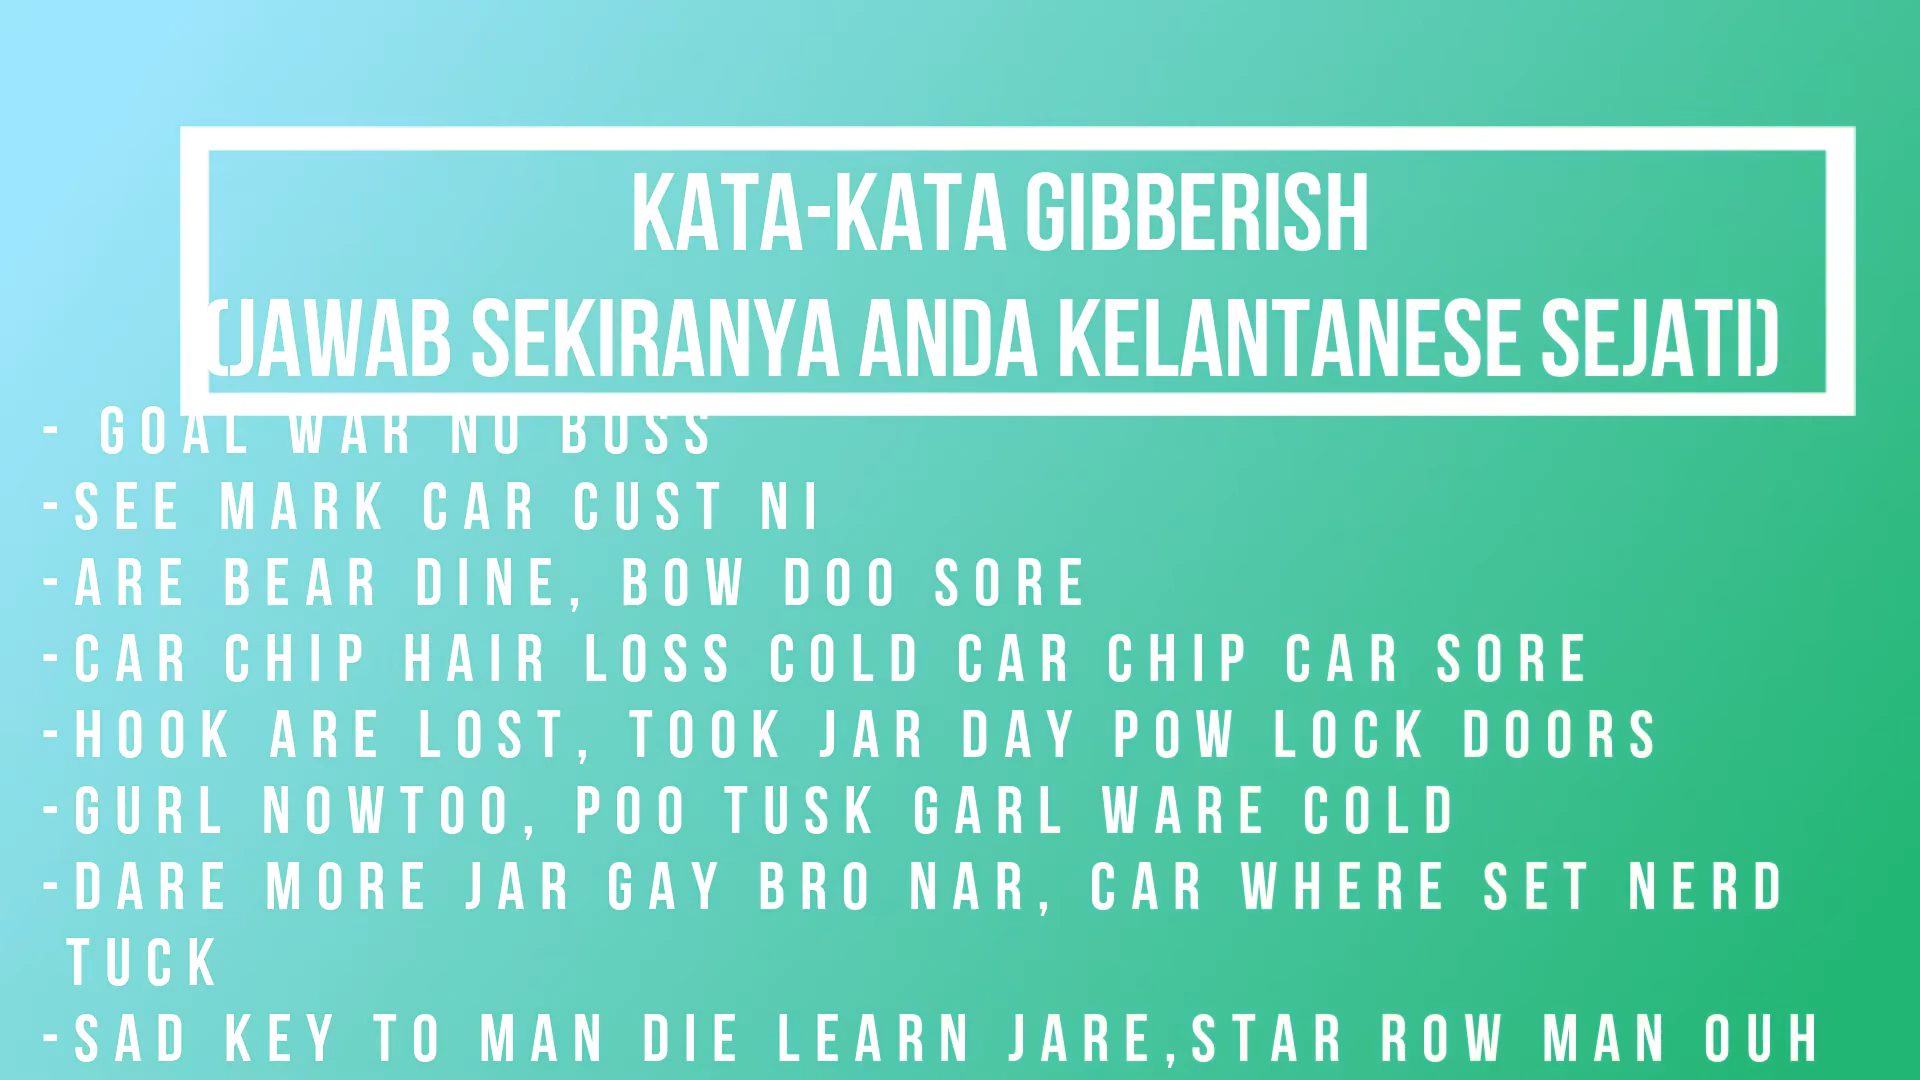 KATA-KATA GIBBERISH
(JAWAB SEKIRANYA ANDA KELANTANESE SEJATI)
- GOAL WAR NO BOSS
-SEE MARK CAR CUST NI
-ARE BEAR DINE, BOW DOO SORE
-CAR CHIP HAIR LOSS COLD CAR CHIP CAR SORE
-HOOK ARE LOST, TOOK JAR DAY POW LOCK DOORS
-GURL NOWTOO, POO TUSK GARL WARE COLD
-DARE MORE JAR GAY BRO NAR, CAR WHERE SET NERD
TUCK
-SAD KEY TO MAN DIE LEARN JARE,STAR ROW MAN OUH